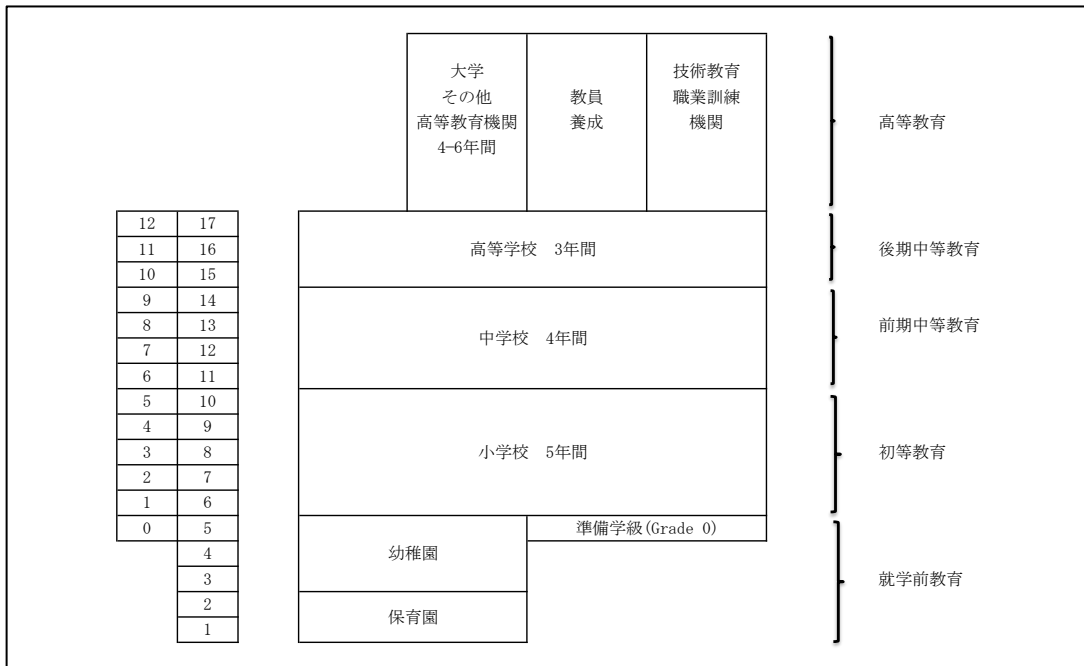 大学
その他
高等教育機関
4-6年間
教員
養成
技術教育
職業訓練
機関
高等教育
12 17
11 16
10 15
高等学校 3年間
後期中等教育
9 14
8 13
7 12
6 11
中学校 4年間
前期中等教育
5 10
4 9
3 8
2 7
1 6
小学校 5年間
初等教育
0 5
4
3
2
1
準備学級(Grade 0)
幼稚園
保育園
就学前教育